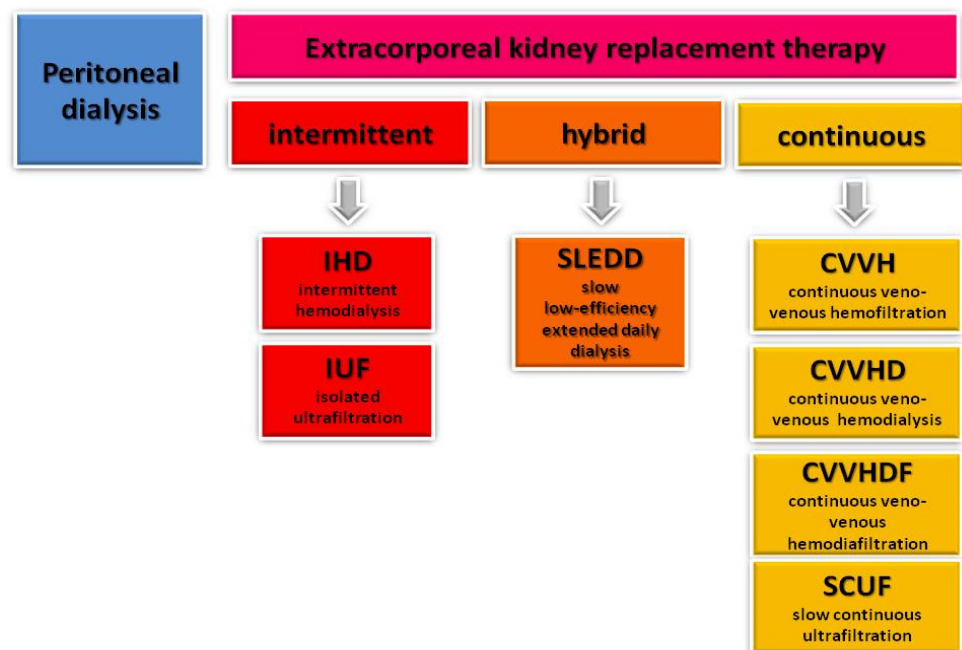 Peritoneal
dialysis
Extracorporeal kidney replacement therapy
intermittent
hybrid
continuous
IHD
intermittent
hemodialysis
IUF
isolated
ultrafiltration
SLEDD
slow
low-efficiency
extended daily
dialysis
CVVH
continuous veno-
venous hemofiltration
CVVHD
continuous veno-
venous hemodialysis
CVVHDF
continuous veno-
venous
hemodiafiltration
SCUF
slow continuous
ultrafiltration